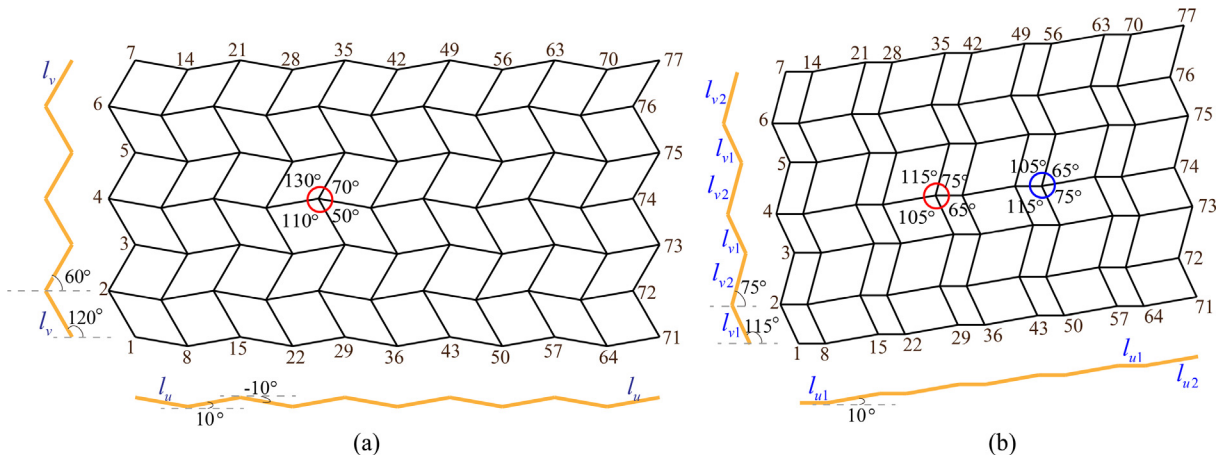 7 14 21 28 35 42 49 56 63 70 77
l_v
6 76
5 75
130° 70°
4 74
110° 50°
3 73
60°
2 72
120°
l_v
1 8 15 22 29 36 43 50 57 64 71
l_u -10° l_u
10°
(a)
7 14 21 28 35 42 49 56 63 70 77
l_v2
76
6 75
l_v1
5
105° 65°
74
115° 75°
l_v2
115° 75°
4 73
105° 65°
l_v1
3
72
l_v2
75°
2
71
115°
l_v1
1 8 15 22 29 36 43 50 57 64
l_u1
l_u1 l_u2
10°
(b)